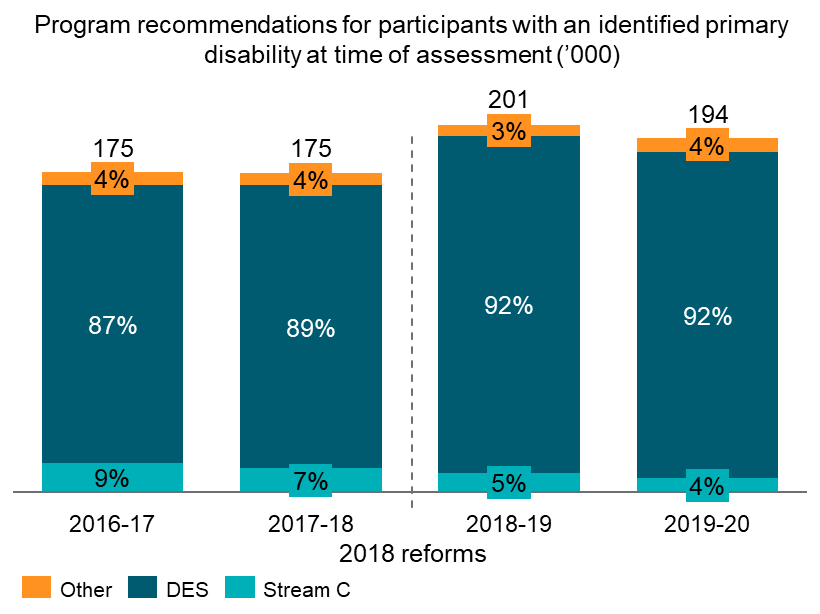 Program recommendations for participants with an identified primary
disability at time of assessment (’000)
175 175 201 194
4% 4% 3% 4%
87% 89% 92% 92%
9% 7% 5% 4%
2016-17 2017-18 2018-19 2019-20
2018 reforms
Other DES Stream C